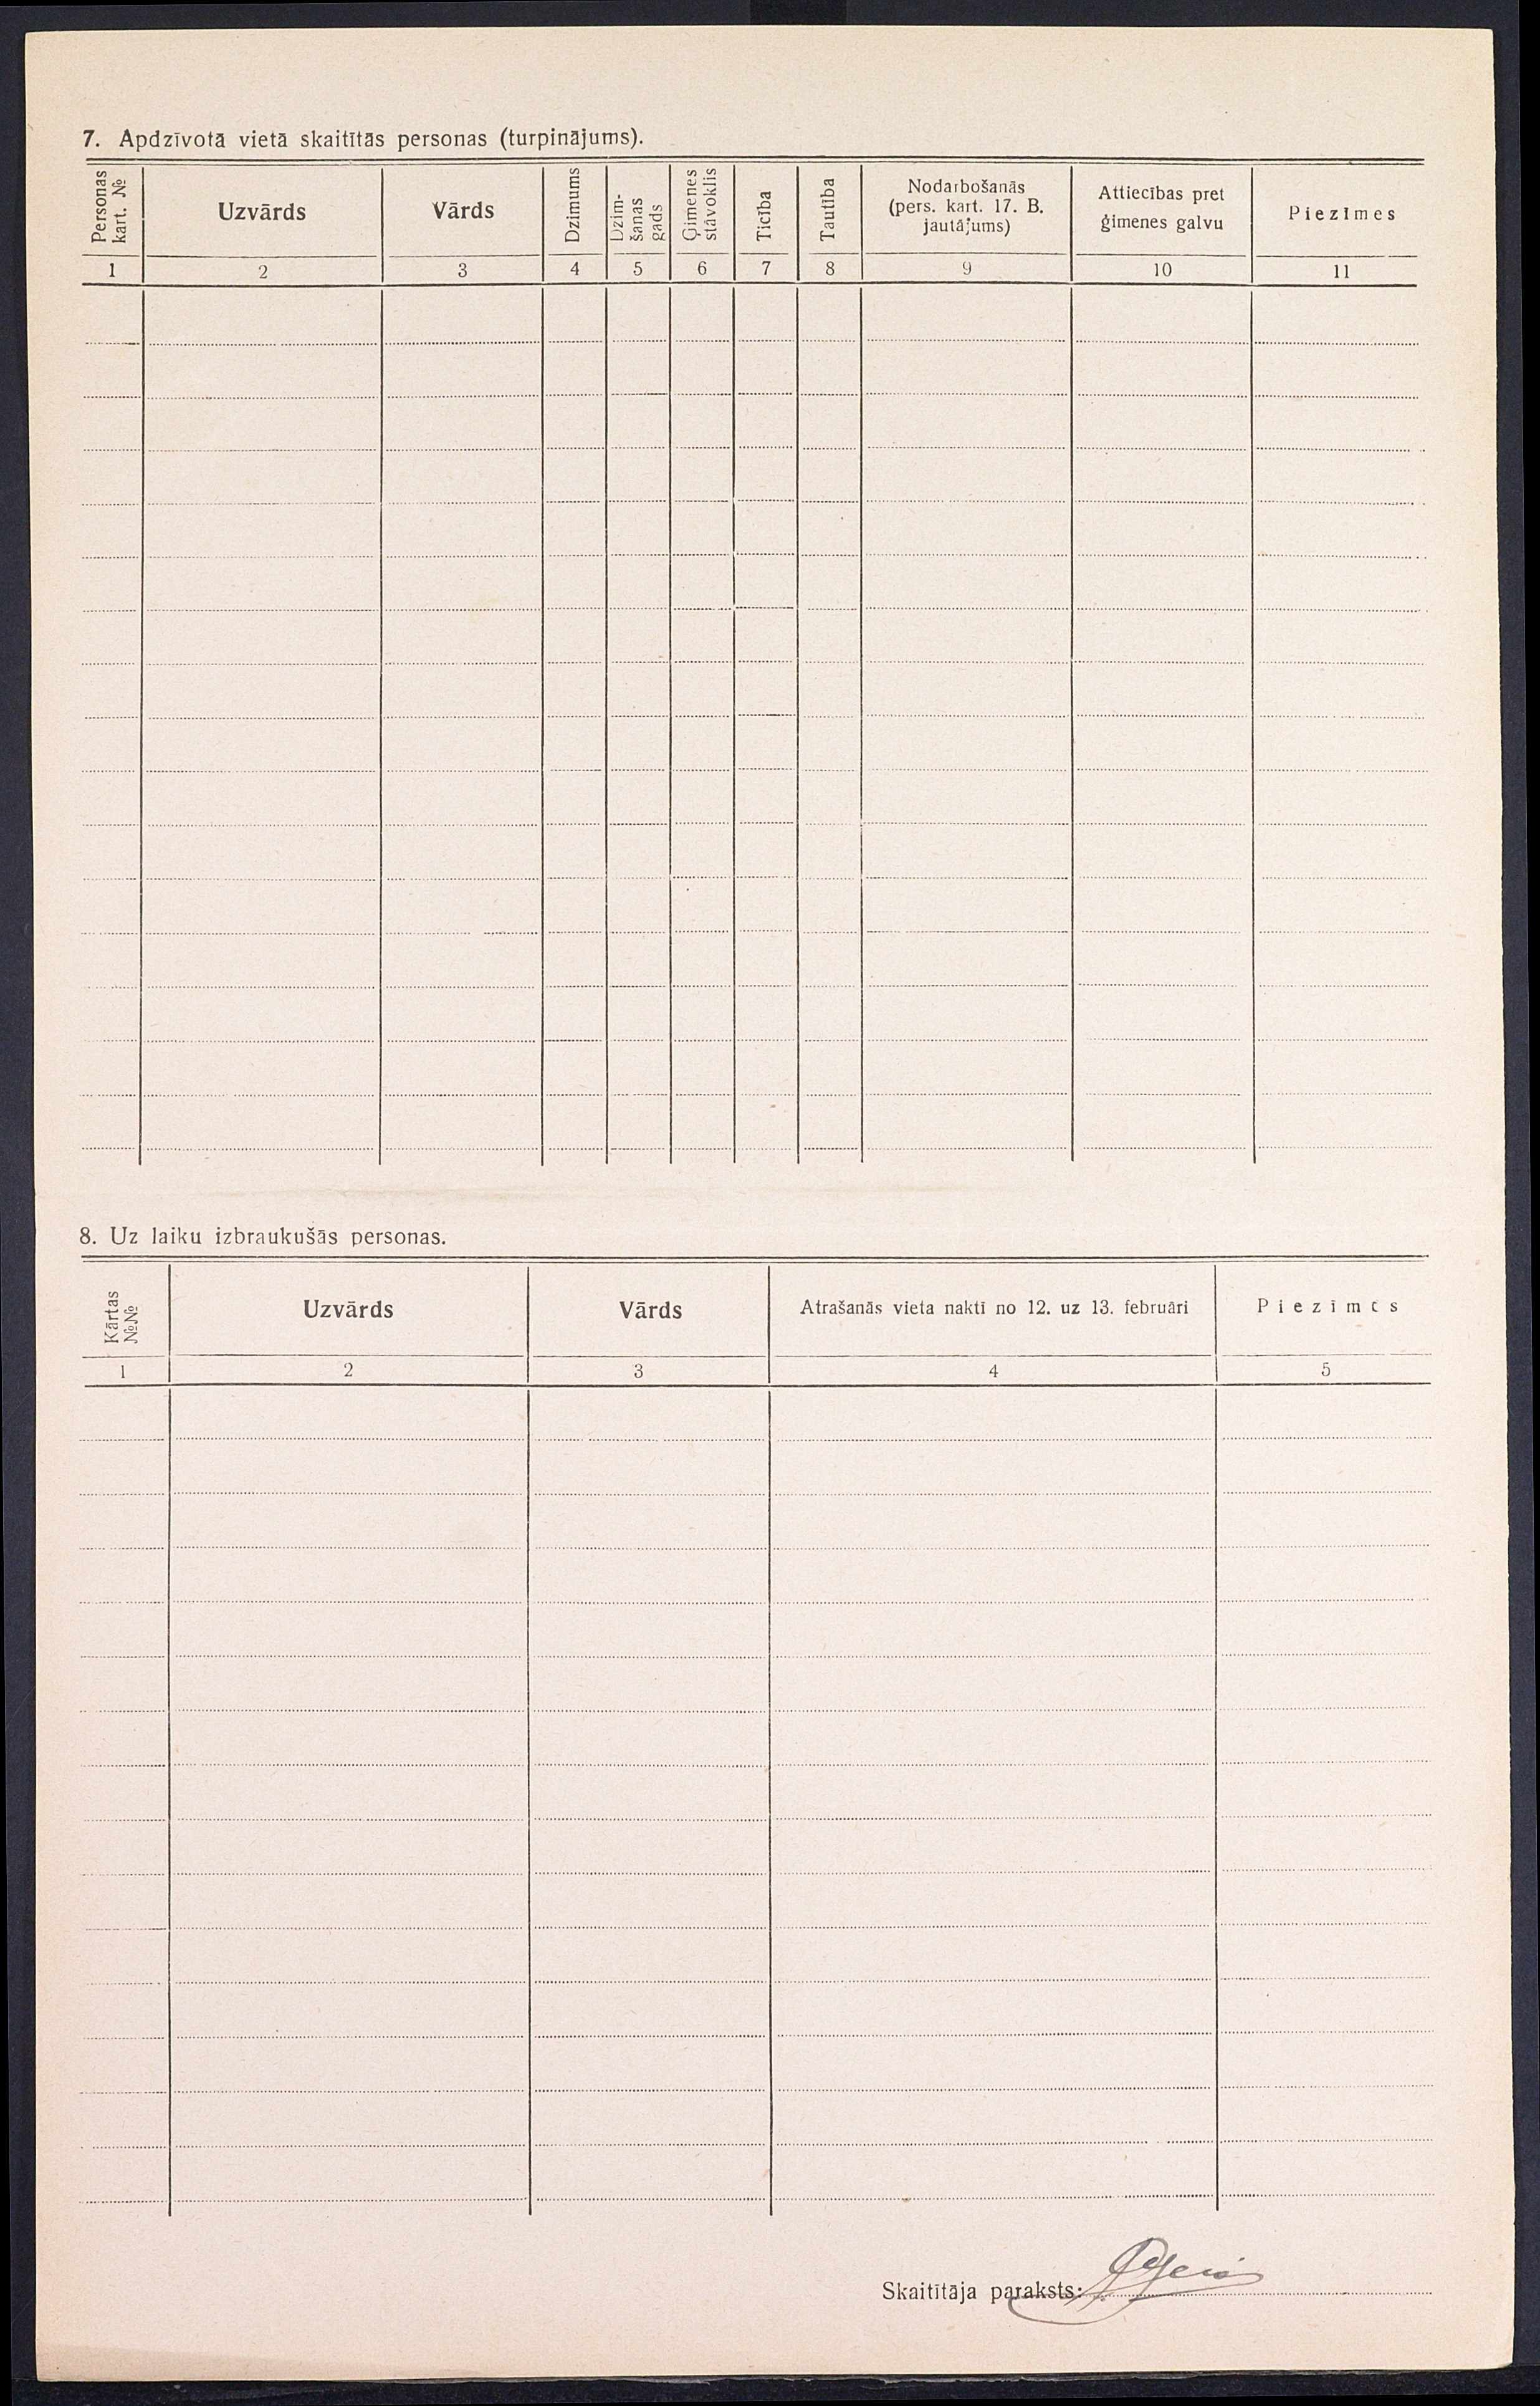 7. Apdzīvotā vietā skaitītās personas (turpinājums).
Personas kart. №
Uzvārds
Vārds
Dzimums
Dzim-
šanas
gads
Ģimenes
stāvoklis
Ticība
Tautība
Nodarbošanās
(pers. kart. 17. B.
jautājums)
Attiecības pret
ģimenes galvu
Piezīmes
1 2 3 4 5 6 7 8 9 10 11
8. Uz laiku izbraukušās personas.
Kārtas
№№
Uzvārds
Vārds
Atrašanās vieta naktī no 12. uz 13. februāri
Piezīmes
1 2 3 4 5
Skaitītāja paraksts: